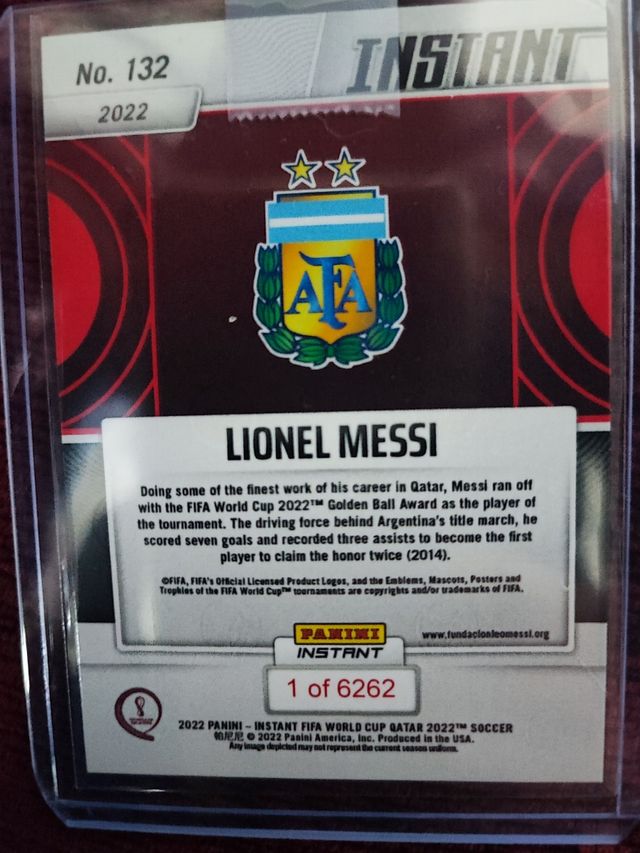 No. 132
INSTANT
2022
AFA
LIONEL MESSI
Doing some of the finest work of his career in Qatar, Messi ran off
with the FIFA World Cup 2022™ Golden Ball Award as the player of
the tournament. The driving force behind Argentina's title march, he
scored seven goals and recorded three assists to become the first
player to claim the honor twice (2014).
©FIFA, FIFA's Official Licensed Product Logos, and the Emblems, Mascots, Posters and
Trophies of the FIFA World Cup™ tournaments are copyrights and/or trademarks of FIFA.
PANINI
INSTANT
www.fundacionleomessi.org
1 of 6262
2022 PANINI - INSTANT FIFA WORLD CUP QATAR 2022™ SOCCER
帕尼尼 © 2022 Panini America, Inc. Produced in the USA.
Any image depicted may not represent the current season uniform.